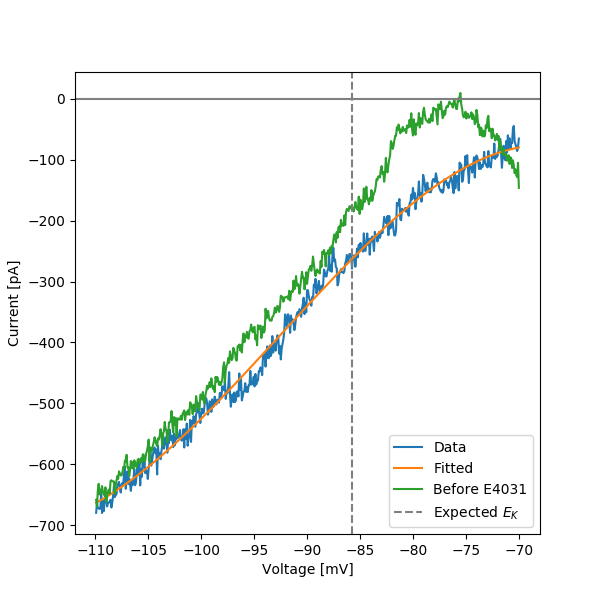 0
−100
−200
−300
−400
−500
−600
−700
Current [pA]
−110
−105
−100
−95
−90
−85
−80
−75
−70
Voltage [mV]
Data
Fitted
Before E4031
Expected E_K